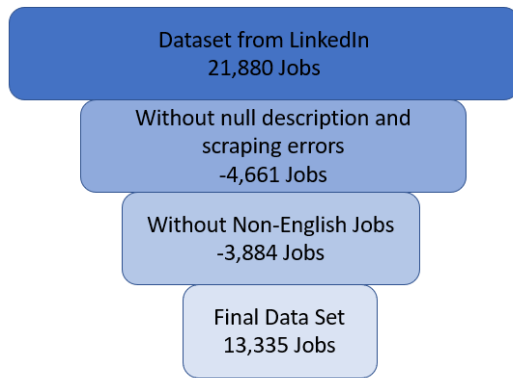 Dataset from LinkedIn
21,880 Jobs
Without null description and
scraping errors
-4,661 Jobs
Without Non-English Jobs
-3,884 Jobs
Final Data Set
13,335 Jobs